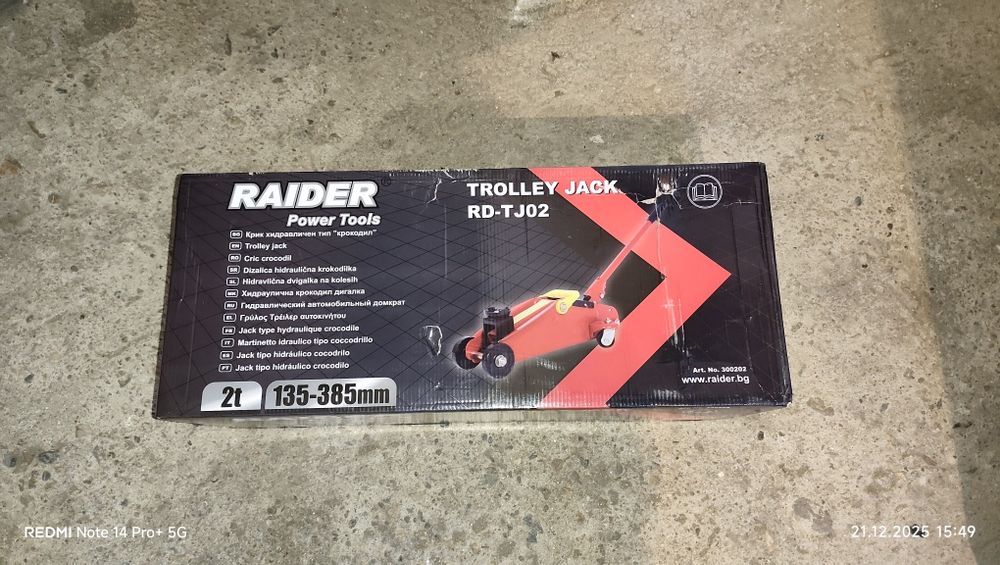 RAIDER®
Power Tools
TROLLEY JACK
RD-TJ02
BG Крик хидравличен тип "крокодил"
EN Trolley jack
RO Cric crocodil
SR Dizalica hidraulična krokodilka
SL Hidravlična dvigalka na kolesih
MK Хидраулична крокодил дигалка
RU Гидравлический автомобильный домкрат
EL Γρύλος Τρέιλερ αυτοκινήτου
FR Jack type hydraulique crocodile
IT Martinetto idraulico tipo coccodrillo
ES Jack tipo hidráulico cocodrilo
PT Jack tipo hidráulico crocodilo
2t
135-385mm
Art. No. 300202
www.raider.bg
REDMI Note 14 Pro+ 5G
21.12.2025 15:49